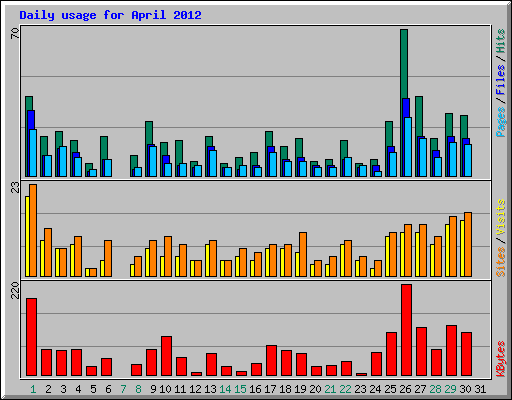 Daily usage for April 2012
70
Pages / Files / Hits
23
Sites / Visits
220
KBytes
1 2 3 4 5 6 7 8 9 10 11 12 13 14 15 16 17 18 19 20 21 22 23 24 25 26 27 28 29 30 31